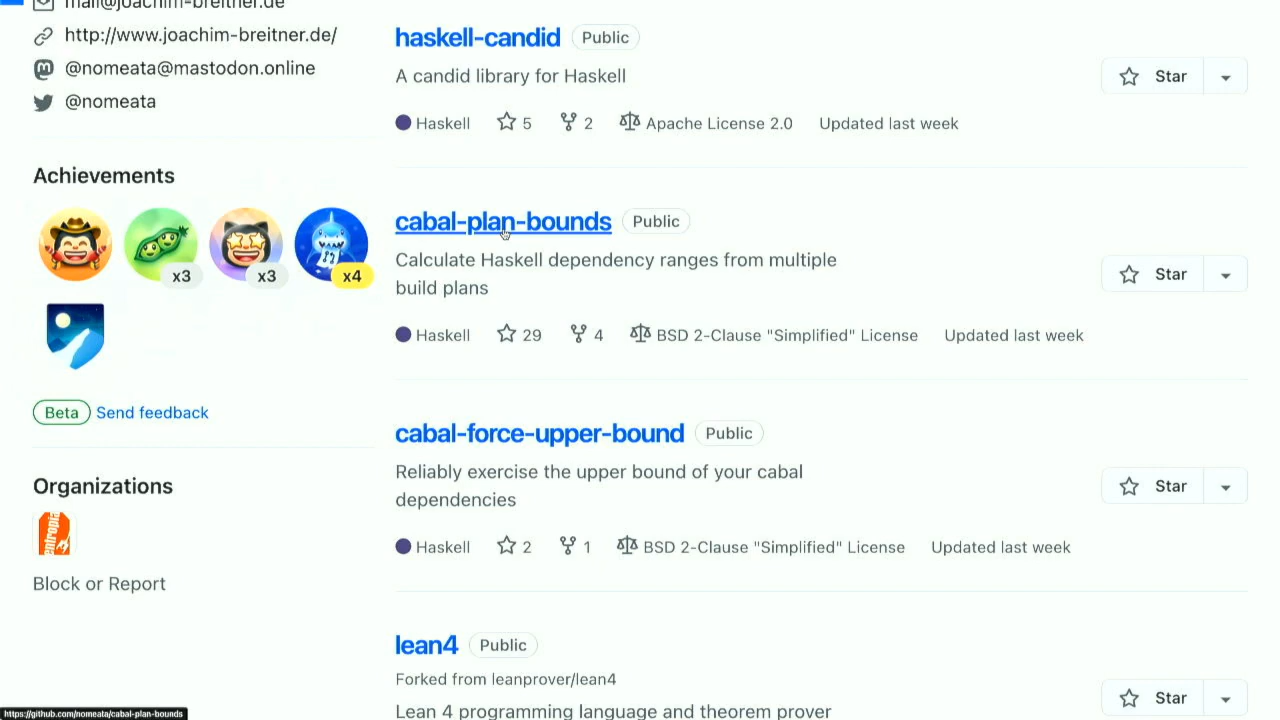 mail@joachim-breitner.de
http://www.joachim-breitner.de/
@nomeata@mastodon.online
@nomeata
Achievements
x3
x3
x4
Beta Send feedback
Organizations
entropia
Block or Report
haskell-candid Public
A candid library for Haskell
Star
Haskell 5 2 Apache License 2.0 Updated last week
cabal-plan-bounds Public
Calculate Haskell dependency ranges from multiple
build plans
Star
Haskell 29 4 BSD 2-Clause "Simplified" License Updated last week
cabal-force-upper-bound Public
Reliably exercise the upper bound of your cabal
dependencies
Star
Haskell 2 1 BSD 2-Clause "Simplified" License Updated last week
lean4 Public
Forked from leanprover/lean4
Star
Lean 4 programming language and theorem prover
https://github.com/nomeata/cabal-plan-bounds